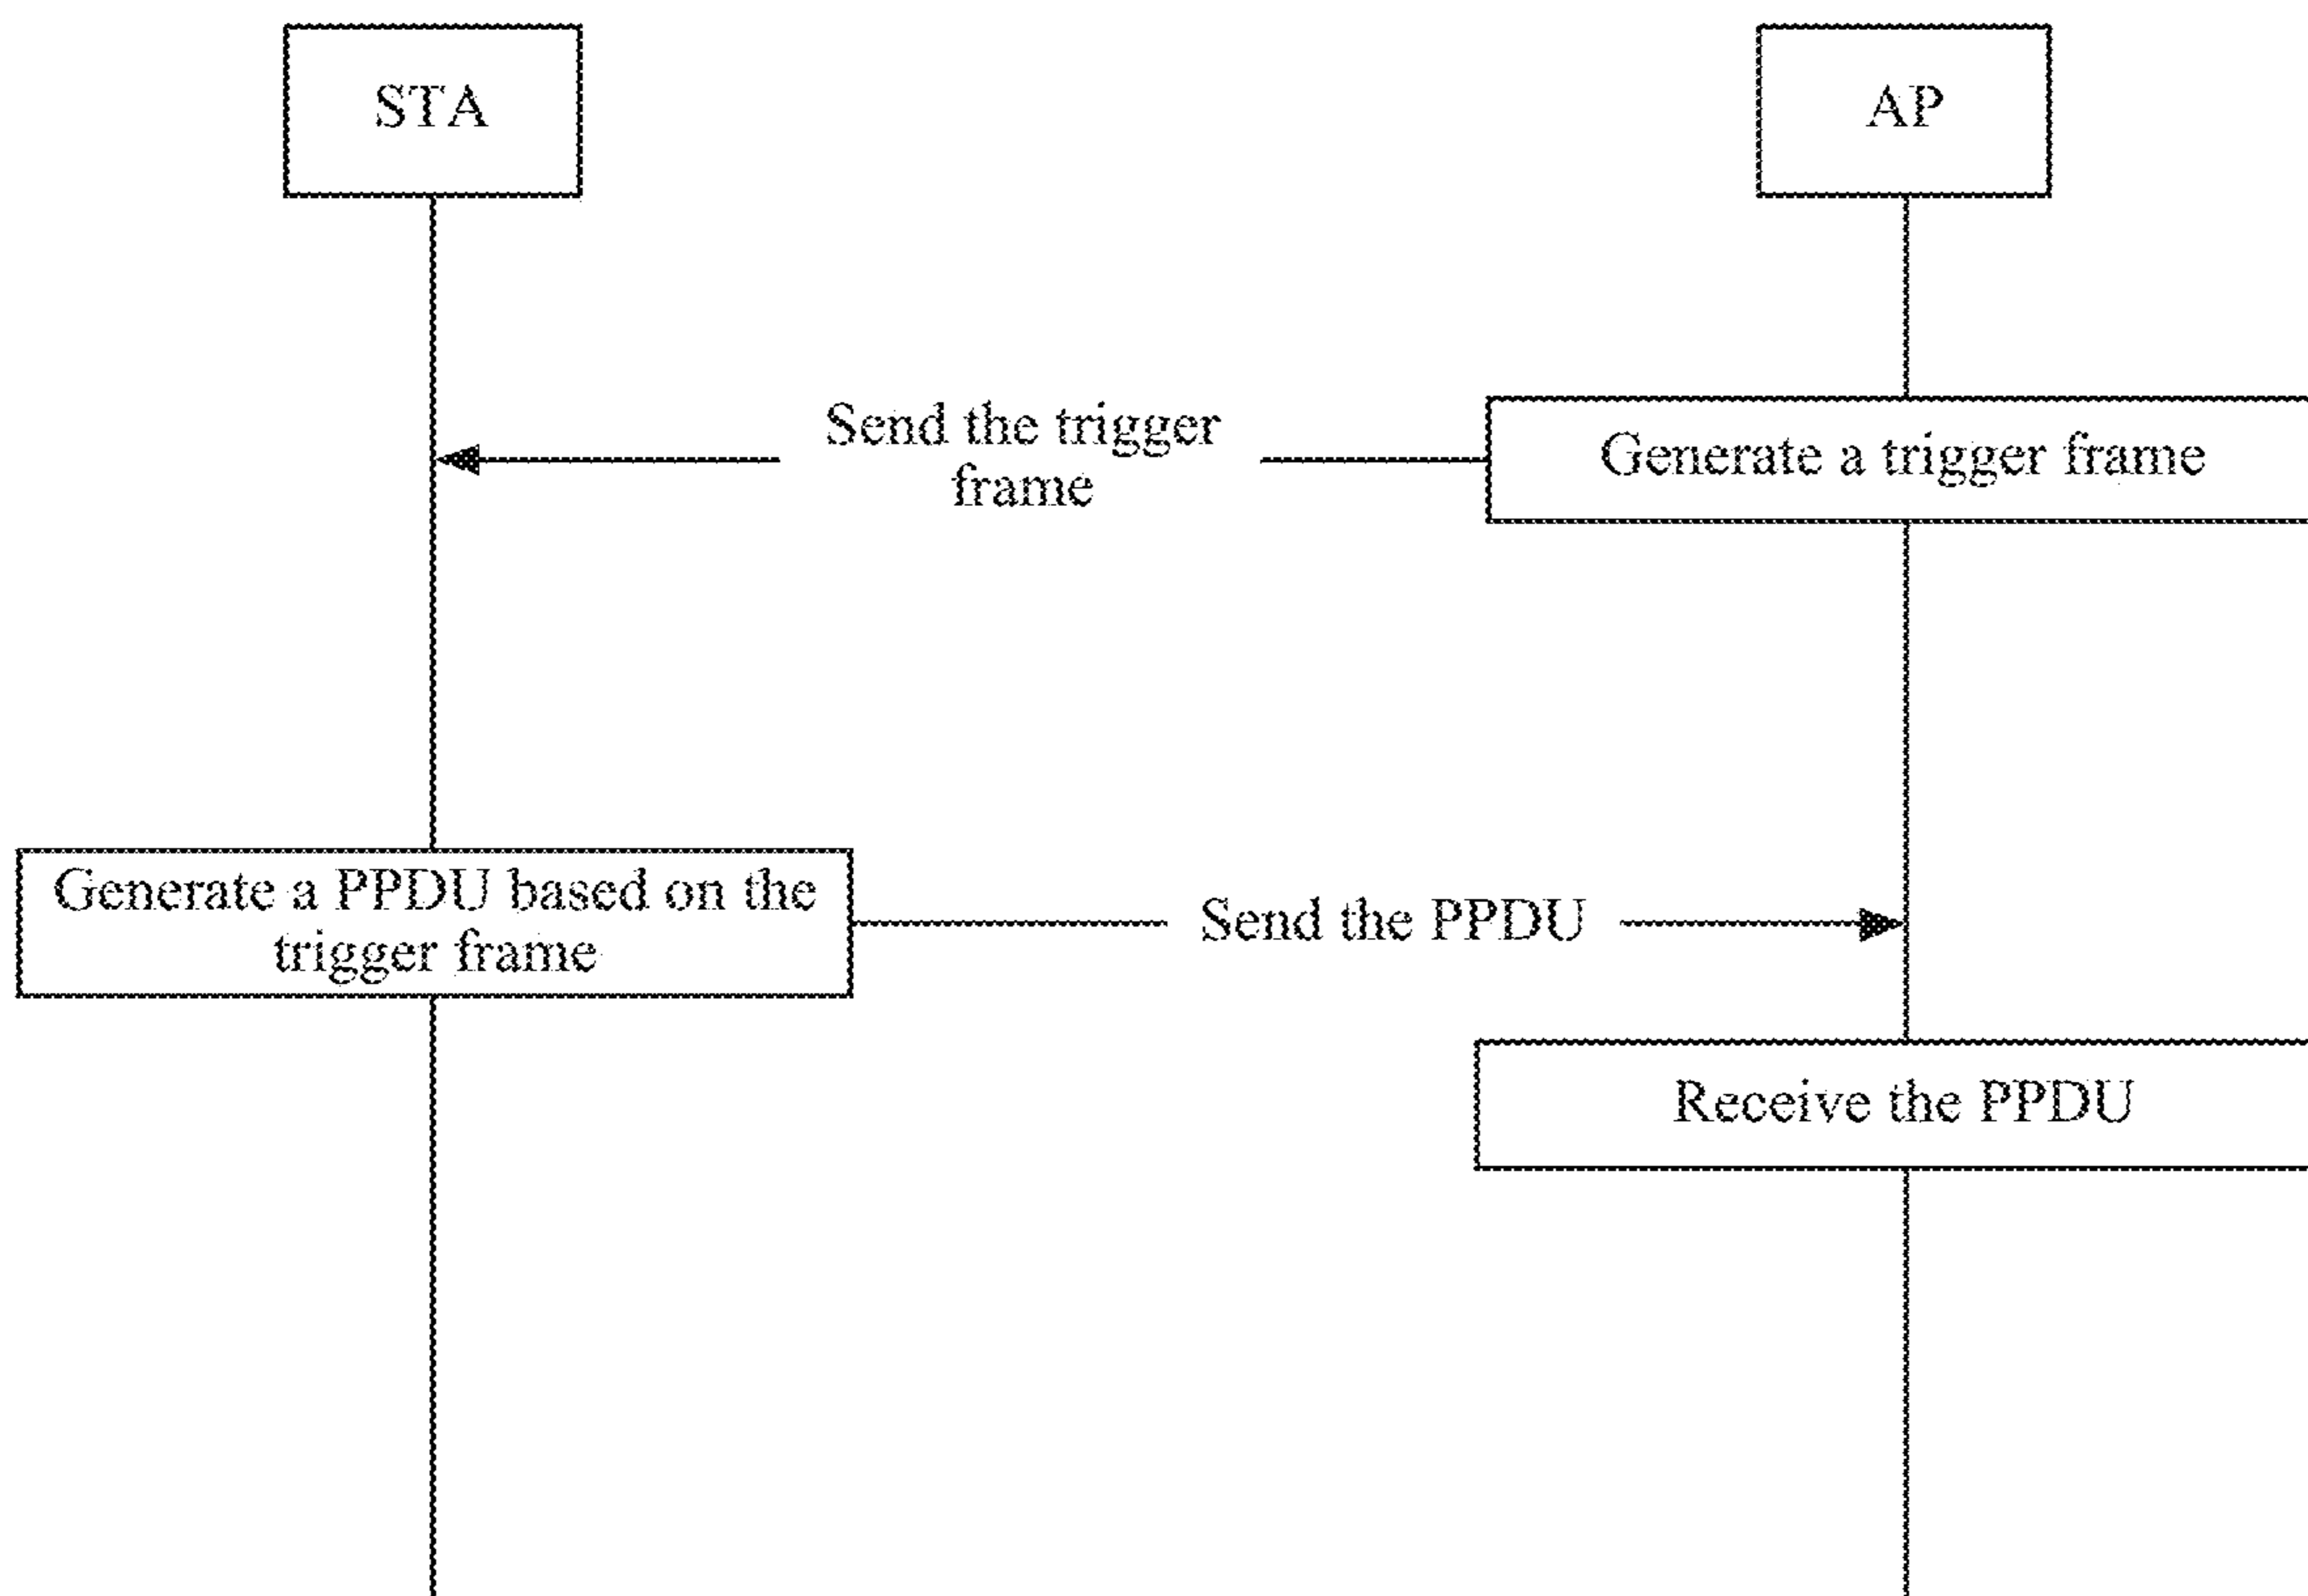 STA
AP
Send the trigger
frame
Generate a trigger frame
Generate a PPDU based on the
trigger frame
Send the PPDU
Receive the PPDU